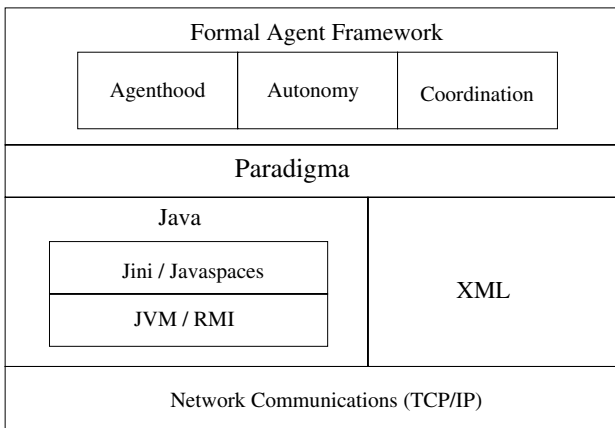 Formal Agent Framework
Agenthood
Autonomy
Coordination
Paradigma
Java
Jini / Javaspaces
JVM / RMI
XML
Network Communications (TCP/IP)